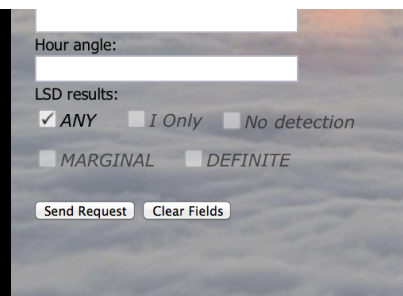 Hour angle:
LSD results:
ANY I Only No detection
MARGINAL DEFINITE
Send Request Clear Fields